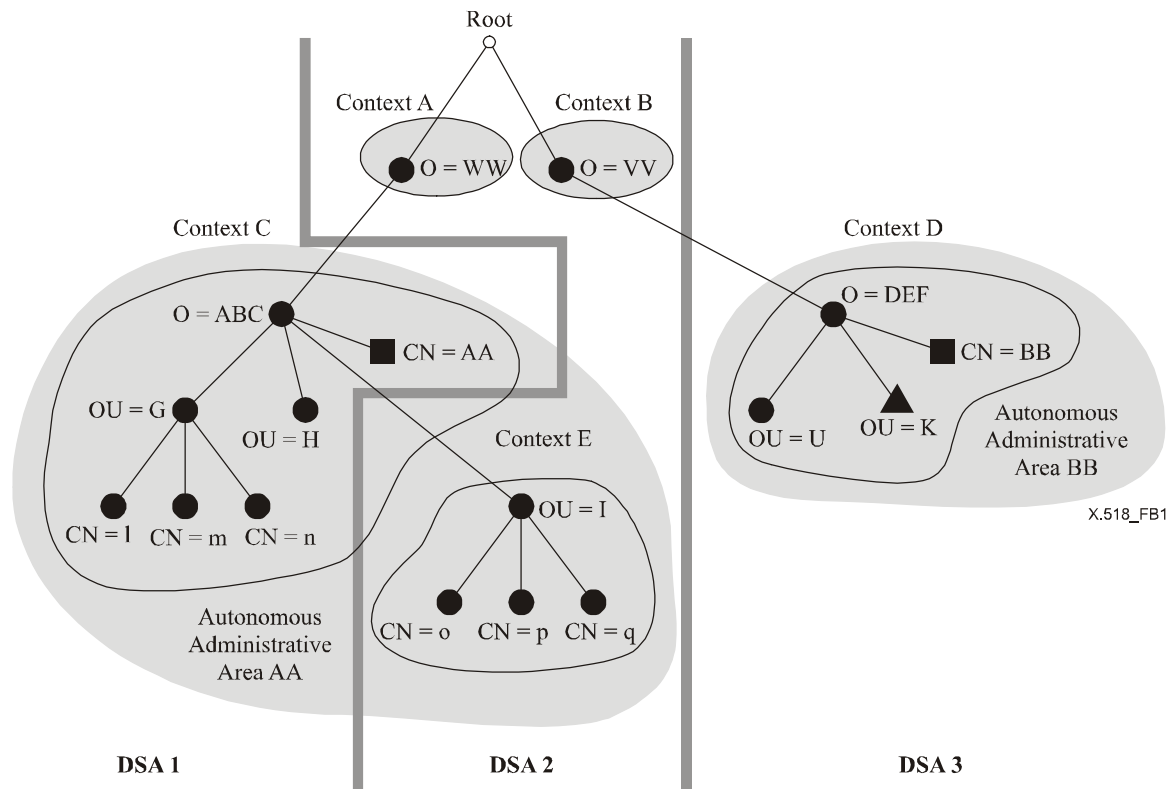 Root
Context A
Context B
O = WW
O = VV
Context C
Context D
O = ABC
O = DEF
CN = AA
CN = BB
OU = G
OU = H
OU = U
OU = K
Context E
Autonomous
Administrative
Area BB
OU = I
X.518_FB1
CN = l
CN = m
CN = n
CN = o
CN = p
CN = q
Autonomous
Administrative
Area AA
DSA 1
DSA 2
DSA 3